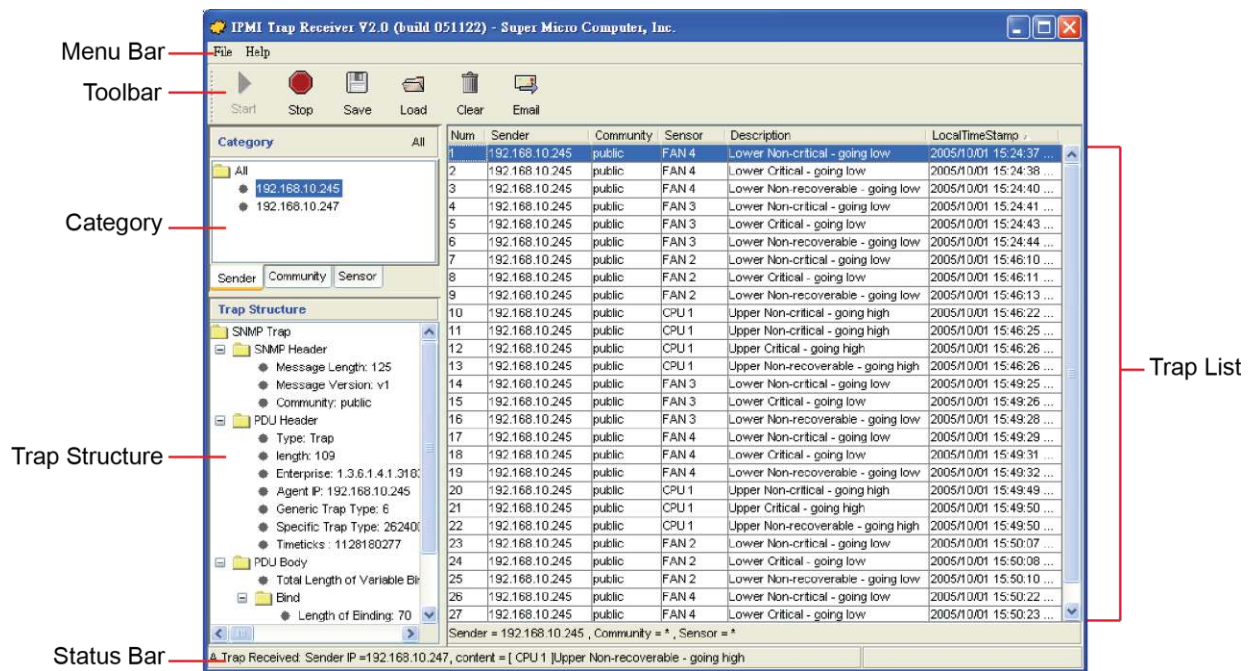 IPMI Trap Receiver V2.0 (build 051122) - Super Micro Computer, Inc.
Menu Bar
File Help
Toolbar
Start Stop Save Load Clear Email
Category All
All
192.168.10.245
192.168.10.247
Category
Sender Community Sensor
Trap Structure
SNMP Trap
SNMP Header
Message Length: 125
Message Version: v1
Community: public
PDU Header
Type: Trap
length: 109
Enterprise: 1.3.6.1.4.1.3183
Agent IP: 192.168.10.245
Generic Trap Type: 6
Specific Trap Type: 26240
Timeticks : 1128180277
PDU Body
Total Length of Variable Bin
Bind
Length of Binding: 70
Trap Structure
Num Sender Community Sensor Description LocalTimeStamp
1 192.168.10.245 public FAN 4 Lower Non-critical - going low 2005/10/01 15:24:37 ...
2 192.168.10.245 public FAN 4 Lower Critical - going low 2005/10/01 15:24:38 ...
3 192.168.10.245 public FAN 4 Lower Non-recoverable - going low 2005/10/01 15:24:40 ...
4 192.168.10.245 public FAN 3 Lower Non-critical - going low 2005/10/01 15:24:41 ...
5 192.168.10.245 public FAN 3 Lower Critical - going low 2005/10/01 15:24:43 ...
6 192.168.10.245 public FAN 3 Lower Non-recoverable - going low 2005/10/01 15:24:44 ...
7 192.168.10.245 public FAN 2 Lower Non-critical - going low 2005/10/01 15:46:10 ...
8 192.168.10.245 public FAN 2 Lower Critical - going low 2005/10/01 15:46:11 ...
9 192.168.10.245 public FAN 2 Lower Non-recoverable - going low 2005/10/01 15:46:13 ...
10 192.168.10.245 public CPU 1 Upper Non-critical - going high 2005/10/01 15:46:22 ...
11 192.168.10.245 public CPU 1 Upper Non-critical - going high 2005/10/01 15:46:25 ...
12 192.168.10.245 public CPU 1 Upper Critical - going high 2005/10/01 15:46:26 ...
13 192.168.10.245 public CPU 1 Upper Non-recoverable - going high 2005/10/01 15:46:26 ...
14 192.168.10.245 public FAN 3 Lower Non-critical - going low 2005/10/01 15:49:25 ...
15 192.168.10.245 public FAN 3 Lower Critical - going low 2005/10/01 15:49:26 ...
16 192.168.10.245 public FAN 3 Lower Non-recoverable - going low 2005/10/01 15:49:28 ...
17 192.168.10.245 public FAN 4 Lower Non-critical - going low 2005/10/01 15:49:29 ...
18 192.168.10.245 public FAN 4 Lower Critical - going low 2005/10/01 15:49:31 ...
19 192.168.10.245 public FAN 4 Lower Non-recoverable - going low 2005/10/01 15:49:32 ...
20 192.168.10.245 public CPU 1 Upper Non-critical - going high 2005/10/01 15:49:49 ...
21 192.168.10.245 public CPU 1 Upper Critical - going high 2005/10/01 15:49:50 ...
22 192.168.10.245 public CPU 1 Upper Non-recoverable - going high 2005/10/01 15:49:50 ...
23 192.168.10.245 public FAN 2 Lower Non-critical - going low 2005/10/01 15:50:07 ...
24 192.168.10.245 public FAN 2 Lower Critical - going low 2005/10/01 15:50:08 ...
25 192.168.10.245 public FAN 2 Lower Non-recoverable - going low 2005/10/01 15:50:10 ...
26 192.168.10.245 public FAN 4 Lower Non-critical - going low 2005/10/01 15:50:22 ...
27 192.168.10.245 public FAN 4 Lower Critical - going low 2005/10/01 15:50:23 ...
Trap List
Sender = 192.168.10.245 , Community = * , Sensor = *
Status Bar
A Trap Received: Sender IP =192.168.10.247, content = [ CPU 1 ]Upper Non-recoverable - going high